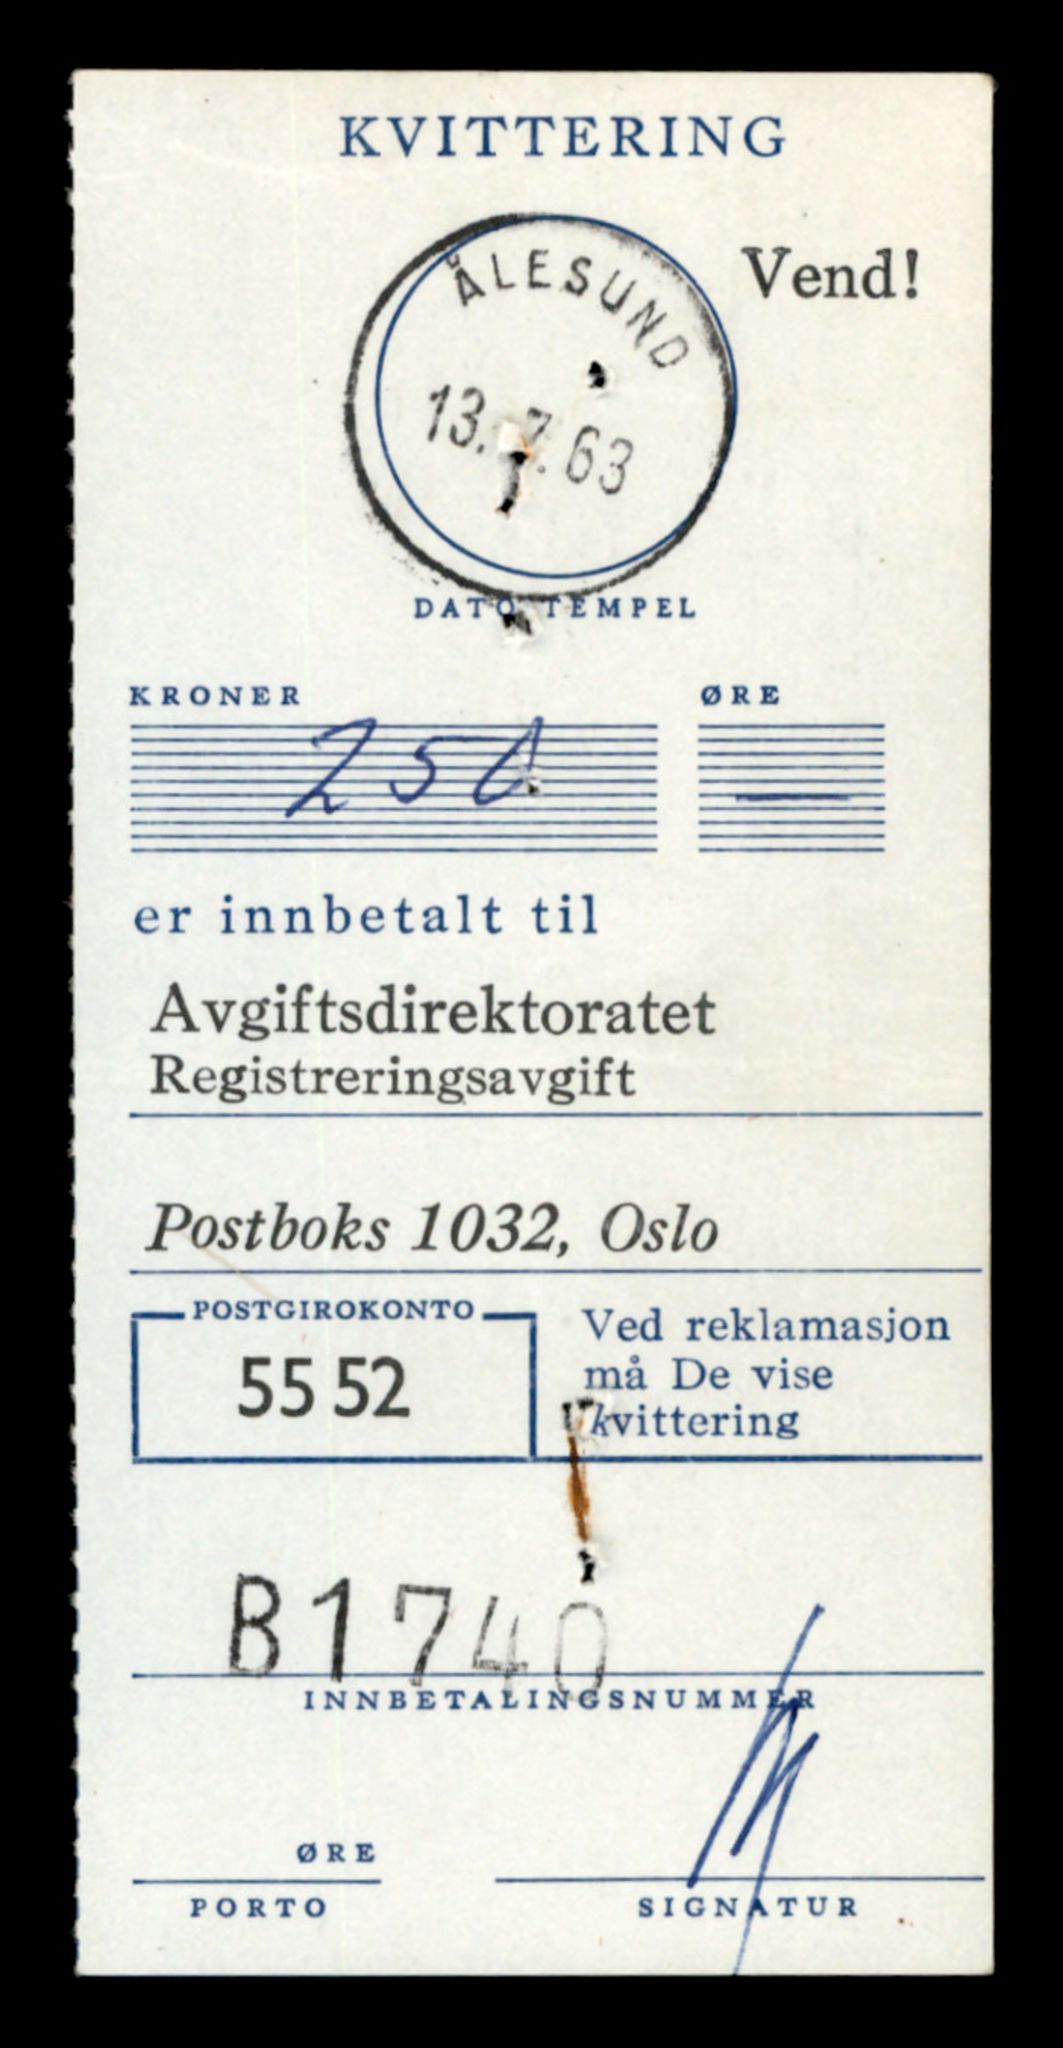 KVITTERING
Vend!
ÅLESUND
13.7.63
DATOSTEMPEL
KRONER ØRE
250 —
er innbetalt til
Avgiftsdirektoratet
Registreringsavgift
Postboks 1032, Oslo
POSTGIROKONTO
55 52
Ved reklamasjon
må De vise
kvittering
B1740
INNBETALINGSNUMMER
ØRE
PORTO
SIGNATUR